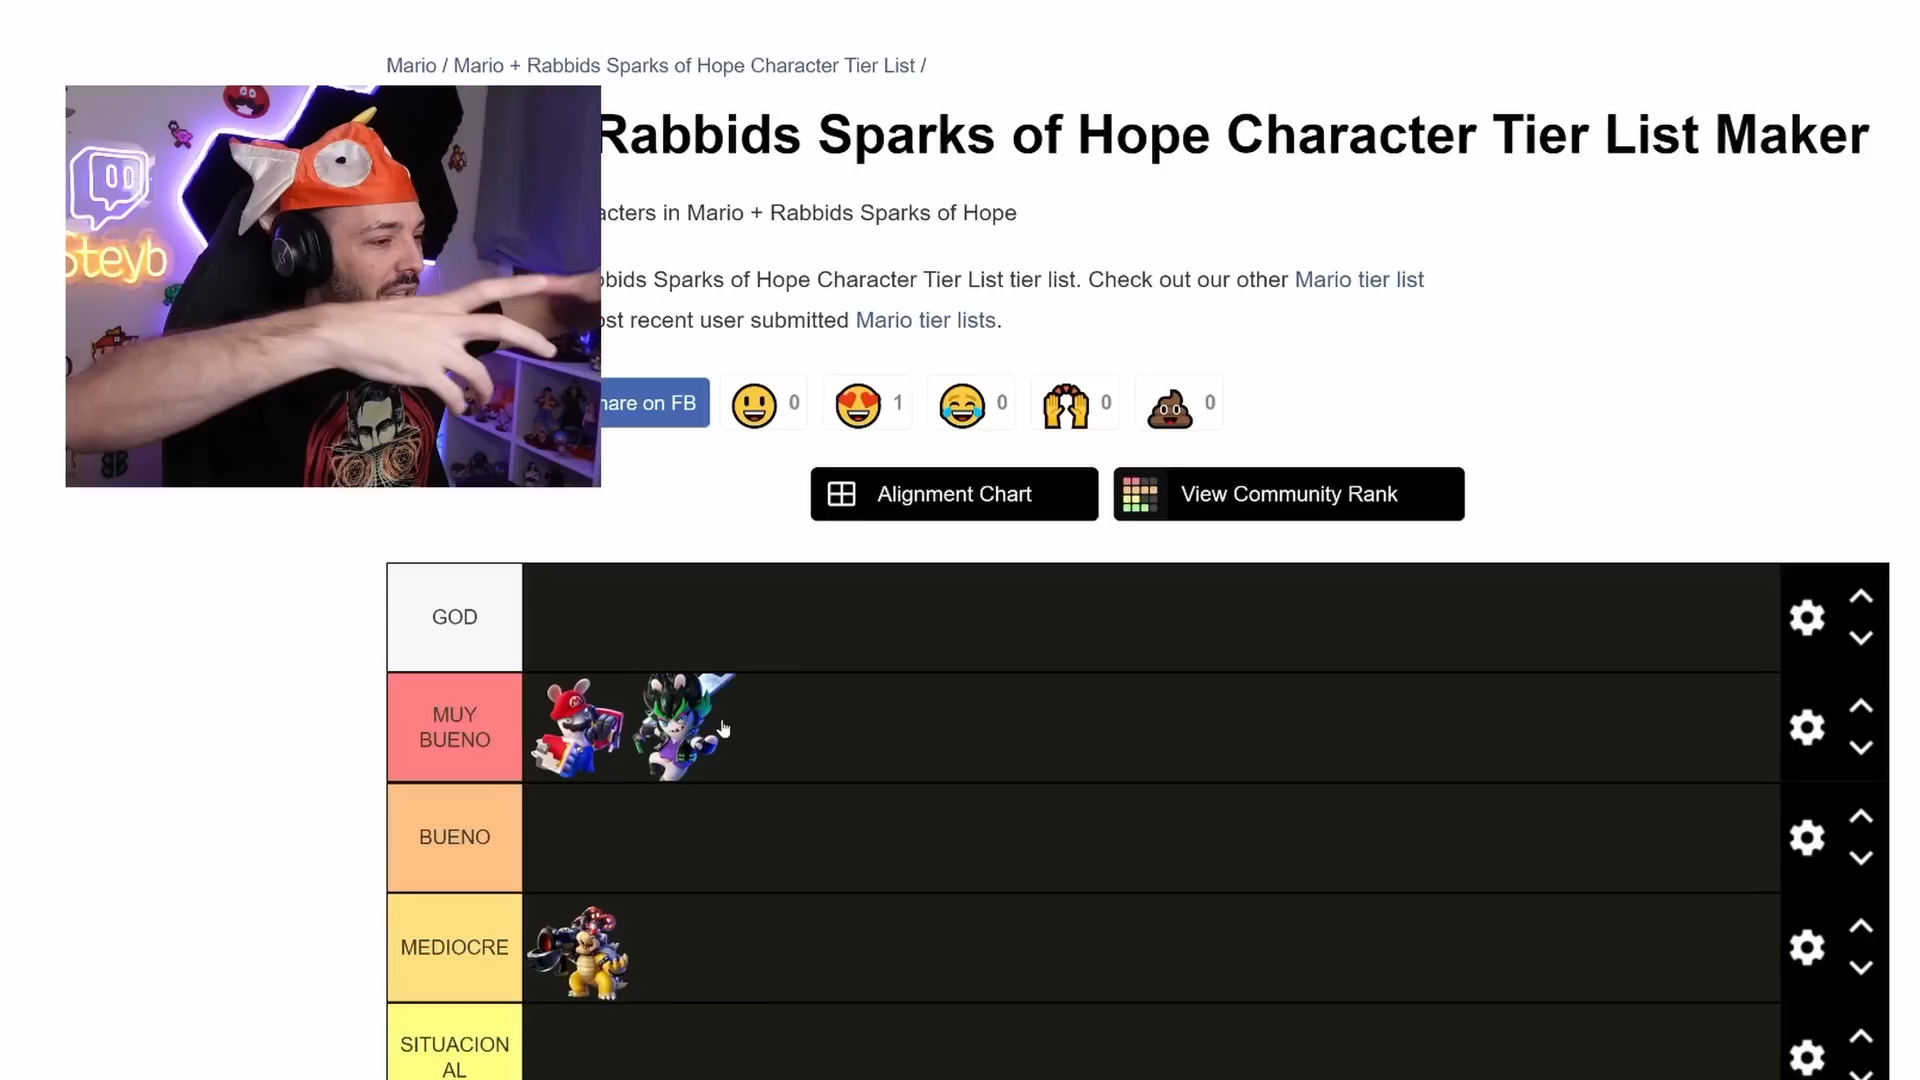 Mario / Mario + Rabbids Sparks of Hope Character Tier List /
Rabbids Sparks of Hope Character Tier List Maker
acters in Mario + Rabbids Sparks of Hope
bids Sparks of Hope Character Tier List tier list. Check out our other Mario tier list
ost recent user submitted Mario tier lists.
Steyb
hare on FB
0
1
0
0
0
Alignment Chart
View Community Rank
GOD
MUY
BUENO
BUENO
MEDIOCRE
SITUACION
AL